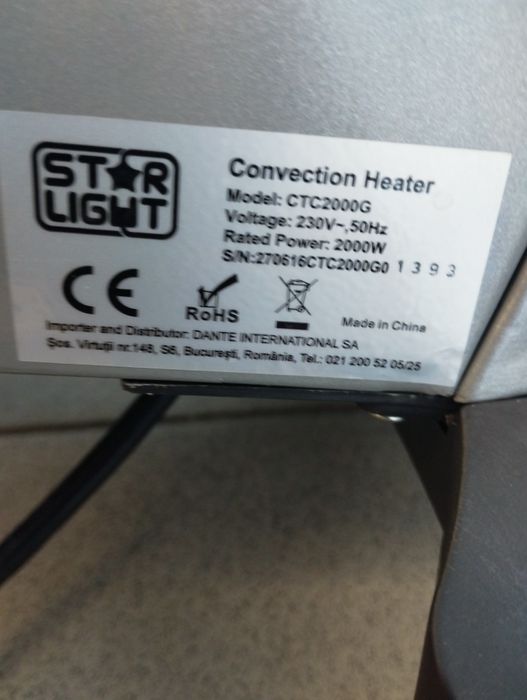 STAR
LIGHT
Convection Heater
Model: CTC2000G
Voltage: 230V~,50Hz
Rated Power: 2000W
S/N:270616CTC2000G0 1 3 9 3
CE
RoHS
Made in China
Importer and Distributor: DANTE INTERNATIONAL SA
Şos. Virtuții nr.148, S6, București, România, Tel.: 021 200 52 05/25